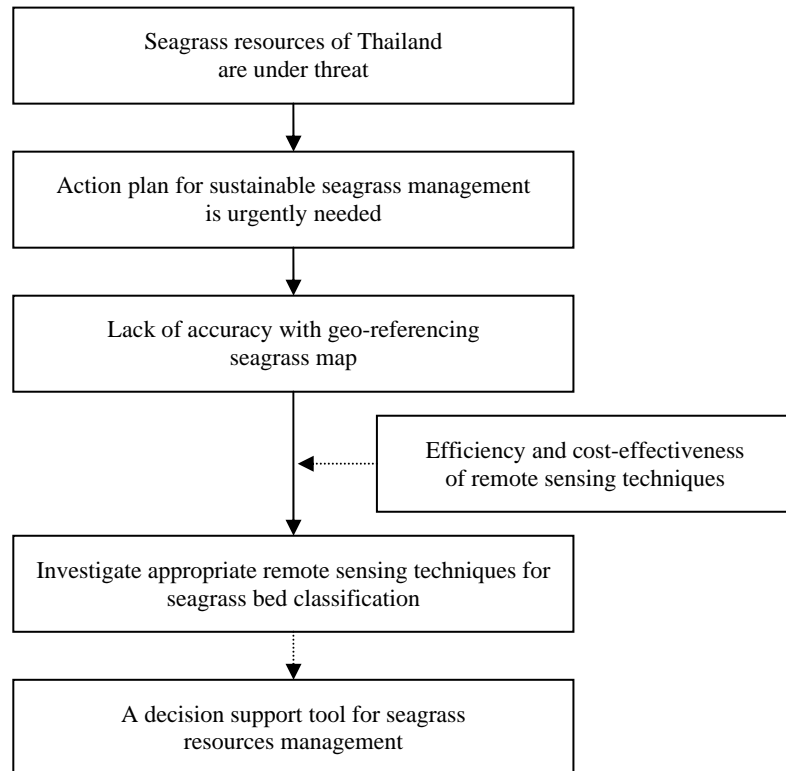 Seagrass resources of Thailand
are under threat
Action plan for sustainable seagrass management
is urgently needed
Lack of accuracy with geo-referencing
seagrass map
Efficiency and cost-effectiveness
of remote sensing techniques
Investigate appropriate remote sensing techniques for
seagrass bed classification
A decision support tool for seagrass
resources management